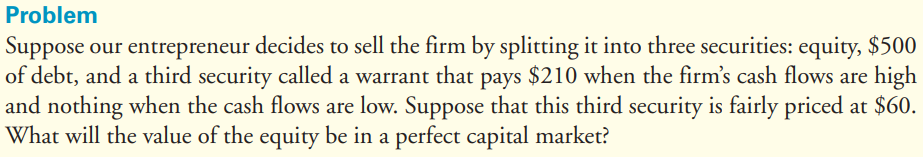 Problem
Suppose our entrepreneur decides to sell the firm by splitting it into three securities: equity, $500
of debt, and a third security called a warrant that pays $210 when the firm’s cash flows are high
and nothing when the cash flows are low. Suppose that this third security is fairly priced at $60.
What will the value of the equity be in a perfect capital market?